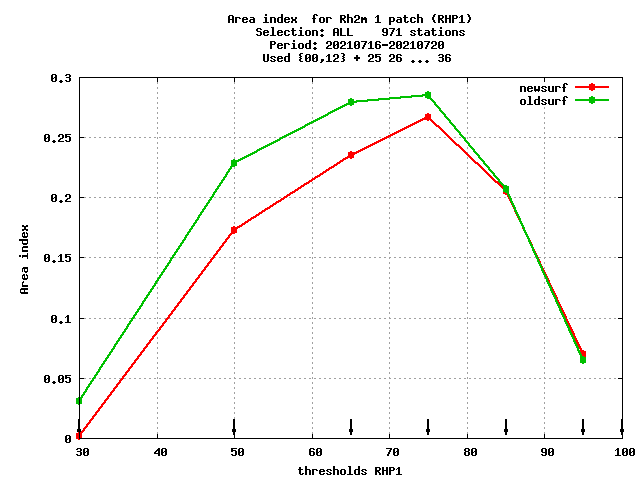 Area index  for Rh2m 1 patch (RHP1)
Selection: ALL    971 stations
Period: 20210716-20210720
Used {00,12} + 25 26 ... 36
newsurf
oldsurf
0.3
0.25
0.2
0.15
0.1
0.05
0
Area index
30 40 50 60 70 80 90 100
thresholds RHP1